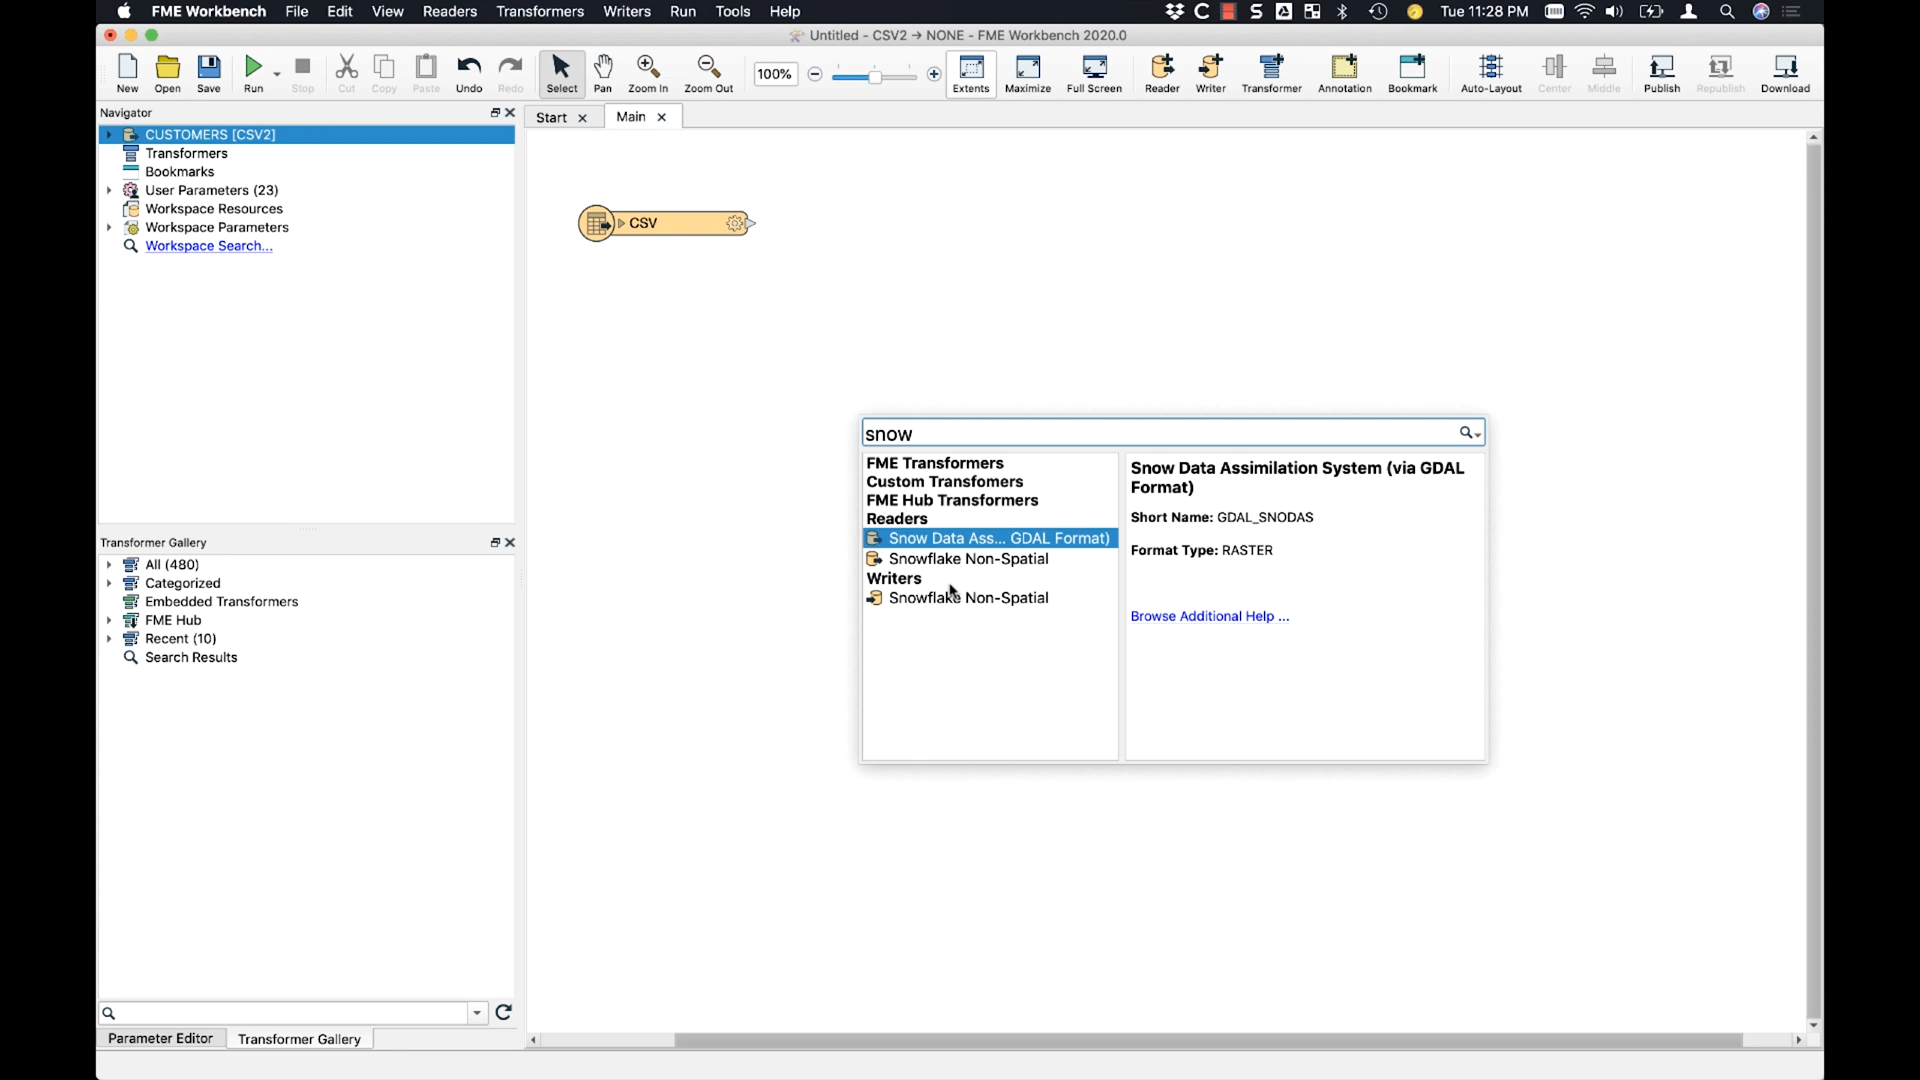 FME Workbench File Edit View Readers Transformers Writers Run Tools Help Tue 11:28 PM
Untitled - CSV2 → NONE - FME Workbench 2020.0
New Open Save Run Stop Cut Copy Paste Undo Redo Select Pan Zoom In Zoom Out 100% Extents Maximize Full Screen Reader Writer Transformer Annotation Bookmark Auto-Layout Center Middle Publish Republish Download
Navigator
Start Main
CUSTOMERS [CSV2]
Transformers
Bookmarks
User Parameters (23)
Workspace Resources
Workspace Parameters
Workspace Search...
CSV
snow
FME Transformers
Custom Transfomers
FME Hub Transformers
Readers
Snow Data Ass... GDAL Format)
Snowflake Non-Spatial
Writers
Snowflake Non-Spatial
Snow Data Assimilation System (via GDAL
Format)
Short Name: GDAL_SNODAS
Format Type: RASTER
Browse Additional Help ...
Transformer Gallery
All (480)
Categorized
Embedded Transformers
FME Hub
Recent (10)
Search Results
Parameter Editor Transformer Gallery